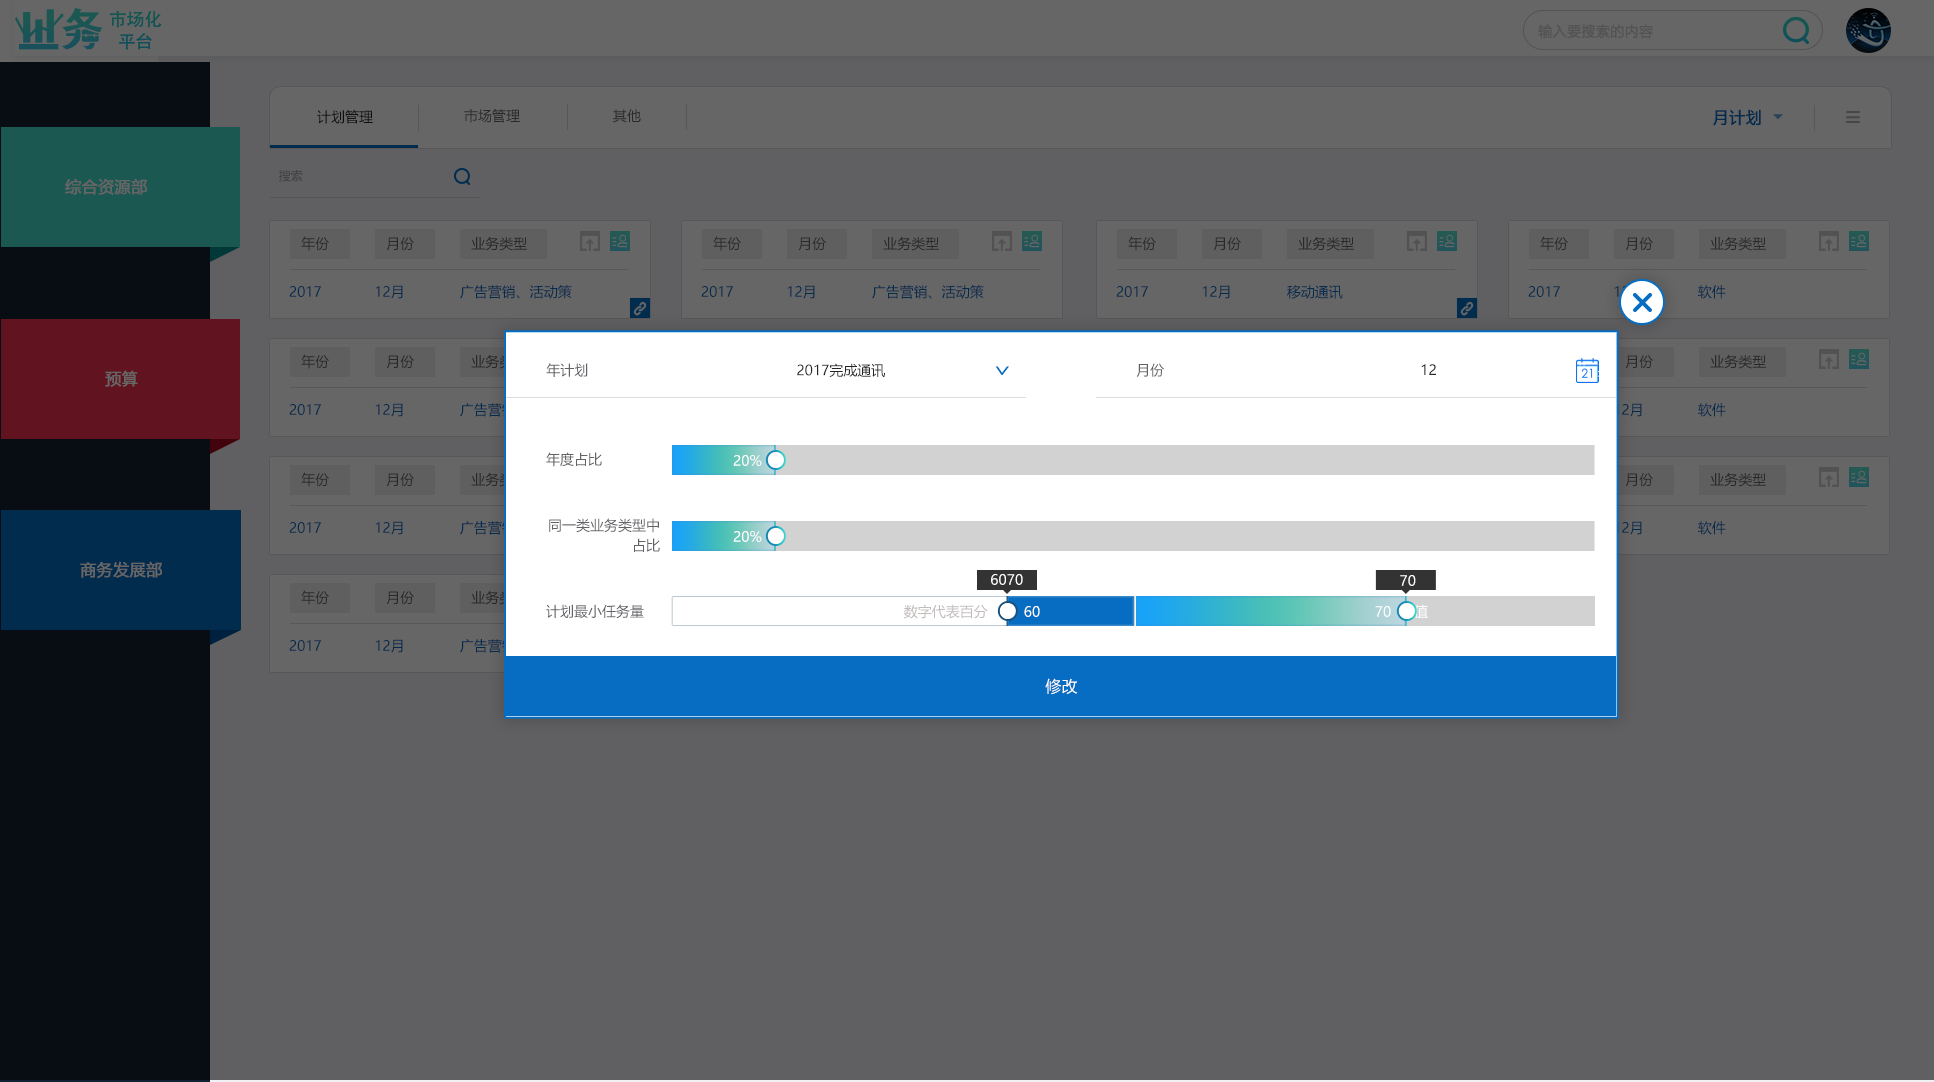 业务 市场化
平台
输入要搜索的内容
计划管理
市场管理
其他
月计划
搜索
综合资源部
预算
商务发展部
年份 月份 业务类型
2017 12月 广告营销、活动策
年份 月份 业务类型
2017 12月 广告营销、活动策
年份 月份 业务类型
2017 12月 移动通讯
年份 月份 业务类型
2017 软件
年份 月份 业务
2017 12月 广告营
月份 业务类型
2月 软件
年份 月份 业务
2017 12月 广告营
月份 业务类型
2月 软件
年份 月份 业务
2017 12月 广告营
年计划 2017完成通讯
月份 12
21
年度占比 20%
同一类业务类型中
占比
20%
6070
70
计划最小任务量 数字代表百分 60 70 值
修改